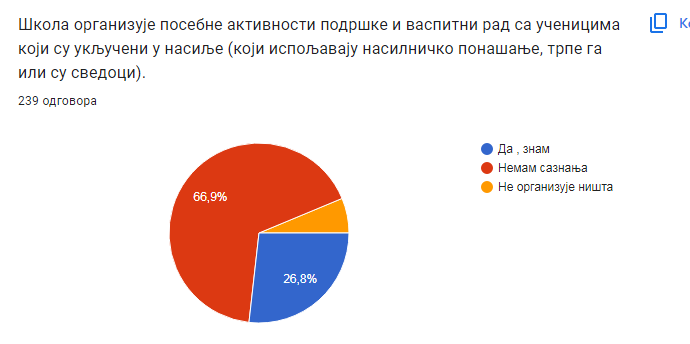 Школа организује посебне активности подршке и васпитни рад са ученицима
који су укључени у насиље (који испољавају насилничко понашање, трпе га
или су сведоци).
239 одговора
Да , знам
Немам сазнања
Не организује ништа
66,9%
26,8%